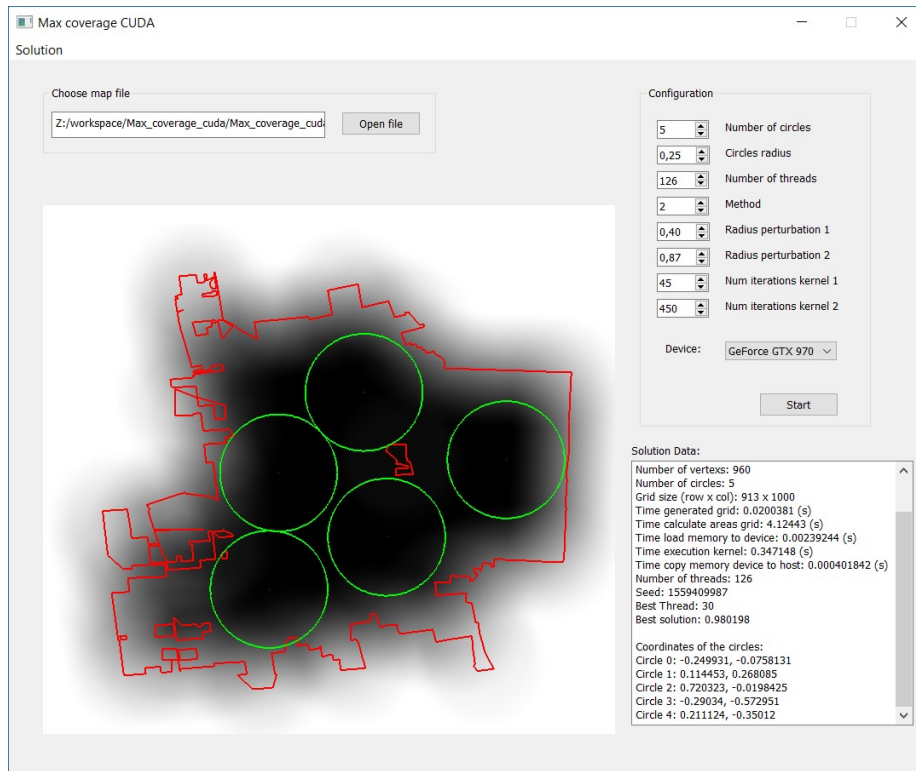 Max coverage CUDA
Solution
Choose map file
Z:/workspace/Max_coverage_cuda/Max_coverage_cuda
Open file
Configuration
5 Number of circles
0,25 Circles radius
126 Number of threads
2 Method
0,40 Radius perturbation 1
0,87 Radius perturbation 2
45 Num iterations kernel 1
450 Num iterations kernel 2
Device: GeForce GTX 970
Start
Solution Data:
Number of vertexs: 960
Number of circles: 5
Grid size (row x col): 913 x 1000
Time generated grid: 0.0200381 (s)
Time calculate areas grid: 4.12443 (s)
Time load memory to device: 0.00239244 (s)
Time execution kernel: 0.347148 (s)
Time copy memory device to host: 0.000401842 (s)
Number of threads: 126
Seed: 1559409987
Best Thread: 30
Best solution: 0.980198
Coordinates of the circles:
Circle 0: -0.249931, -0.0758131
Circle 1: 0.114453, 0.268085
Circle 2: 0.720323, -0.0198425
Circle 3: -0.29034, -0.572951
Circle 4: 0.211124, -0.35012